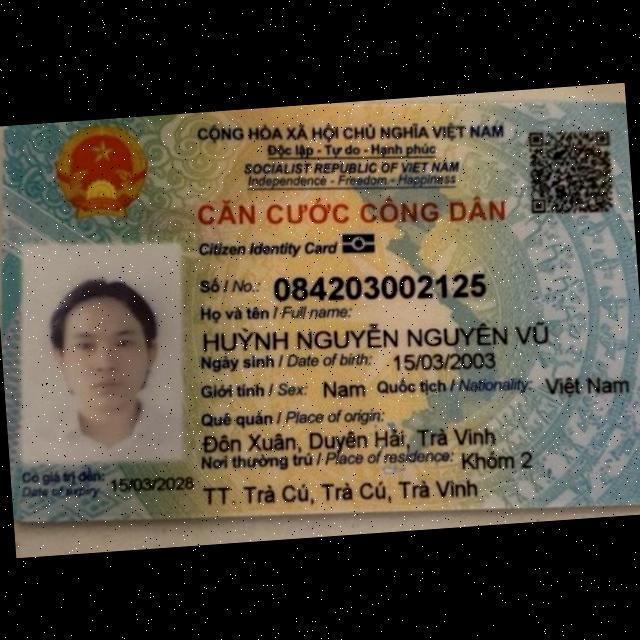 CỘNG HÒA XÃ HỘI CHỦ NGHĨA VIỆT NAM
Độc lập - Tự do - Hạnh phúc
SOCIALIST REPUBLIC OF VIET NAM
Independence - Freedom - Happiness
CĂN CƯỚC CÔNG DÂN
Citizen Identity Card
Số / No.: 084203002125
Họ và tên / Full name:
HUỲNH NGUYỄN NGUYÊN VŨ
Ngày sinh / Date of birth: 15/03/2003
Giới tính / Sex: Nam Quốc tịch / Nationality: Việt Nam
Quê quán / Place of origin:
Đôn Xuân, Duyên Hải, Trà Vinh
Nơi thường trú / Place of residence: Khóm 2
TT. Trà Cú, Trà Cú, Trà Vinh
Có giá trị đến: 15/03/2028
Date of expiry